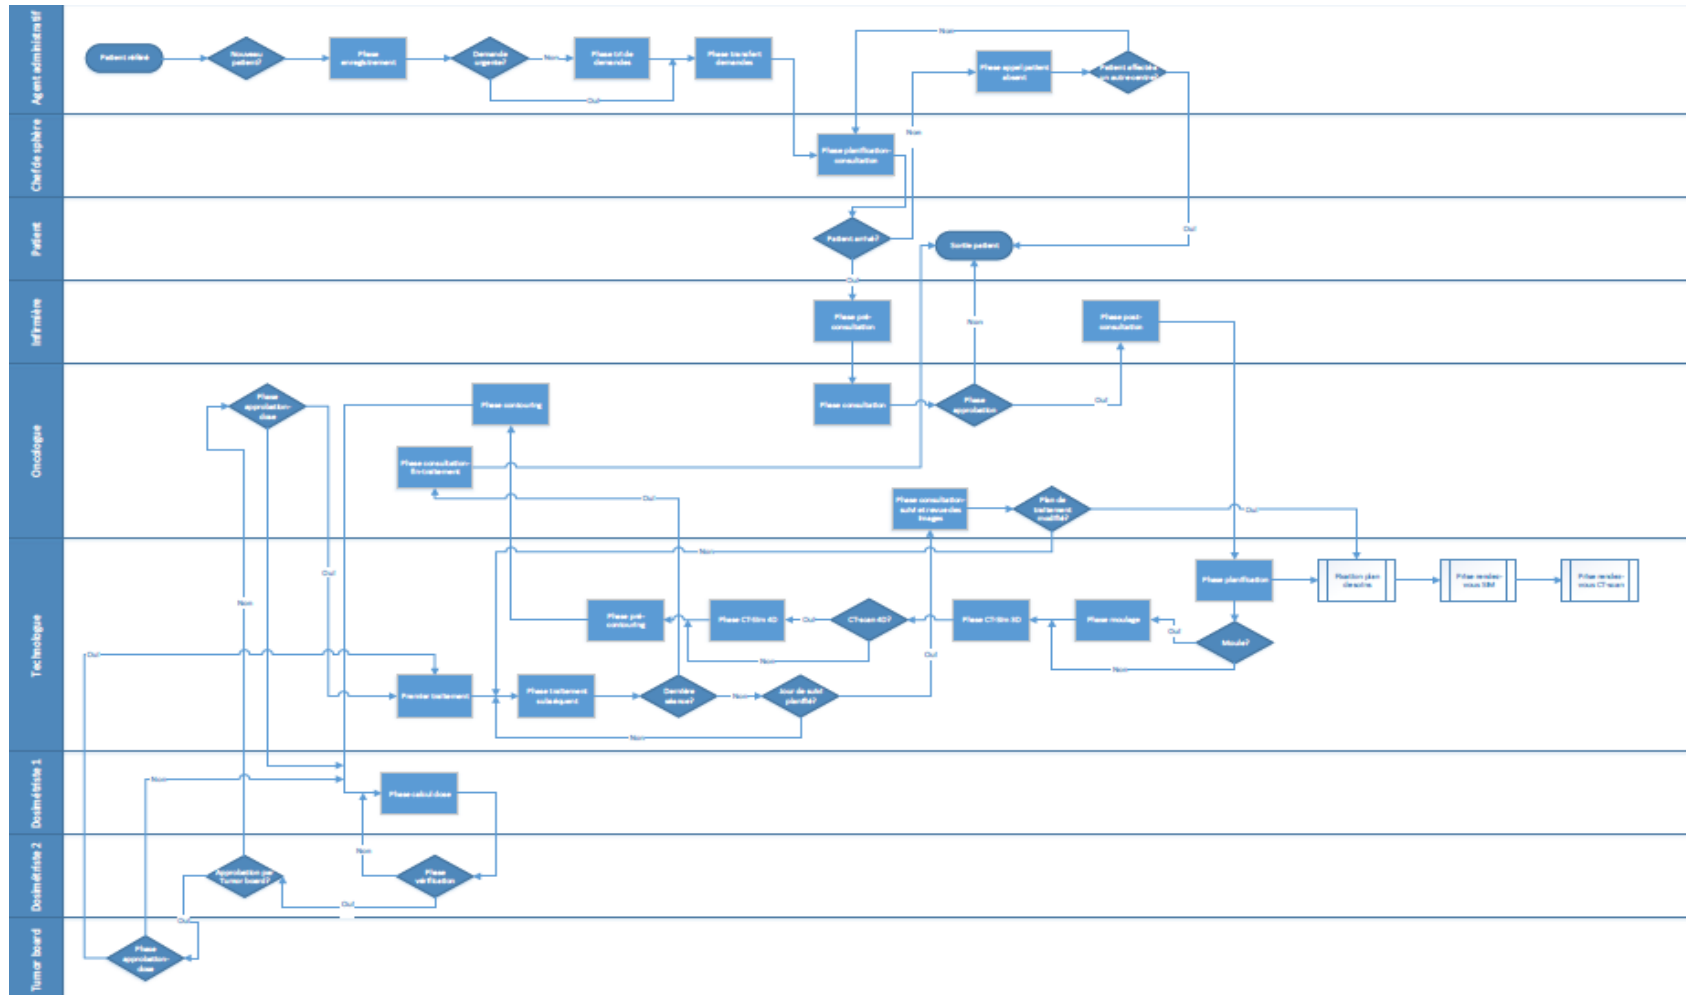 Agent administratif
Patient référé
Nouveau
patient?
Phase
enregistrement
Demande
urgente?
Non
Oui
Phase tri de
demandes
Phase transfert
demandes
Non
Phase appel patient
absent
Patient affecté à
un autre centre?
Chef de sphère
Phase planification-
consultation
Non
Patient
Patient arrivé?
Sortie patient
Oui
Oui
Infirmière
Phase pré-
consultation
Non
Phase post-
consultation
Oncologue
Phase
approbation-
dose
Phase contouring
Phase consultation
Phase
approbation
Oui
Phase consultation-
fin traitement
Oui
Phase consultation-
suivi et revue des
images
Plan de
traitement
modifié?
Oui
Technologue
Non
Oui
Non
Phase planification
Fixation plan
de soins
Prise rendez-
vous SIM
Prise rendez-
vous CT-scan
Phase pré-
contouring
Phase CT-Sim 4D
Oui
CT-scan 4D?
Phase CT-Sim 3D
Phase moulage
Oui
Moule?
Non
Non
Oui
Oui
Premier traitement
Phase traitement
subséquent
Dernière
séance?
Non
Jour de suivi
planifié?
Non
Dosimétriste 1
Non
Phase calcul dose
Dosimétriste 2
Non
Approbation par
Tumor board?
Phase
vérification
Oui
Oui
Tumor board
Phase
approbation-
dose